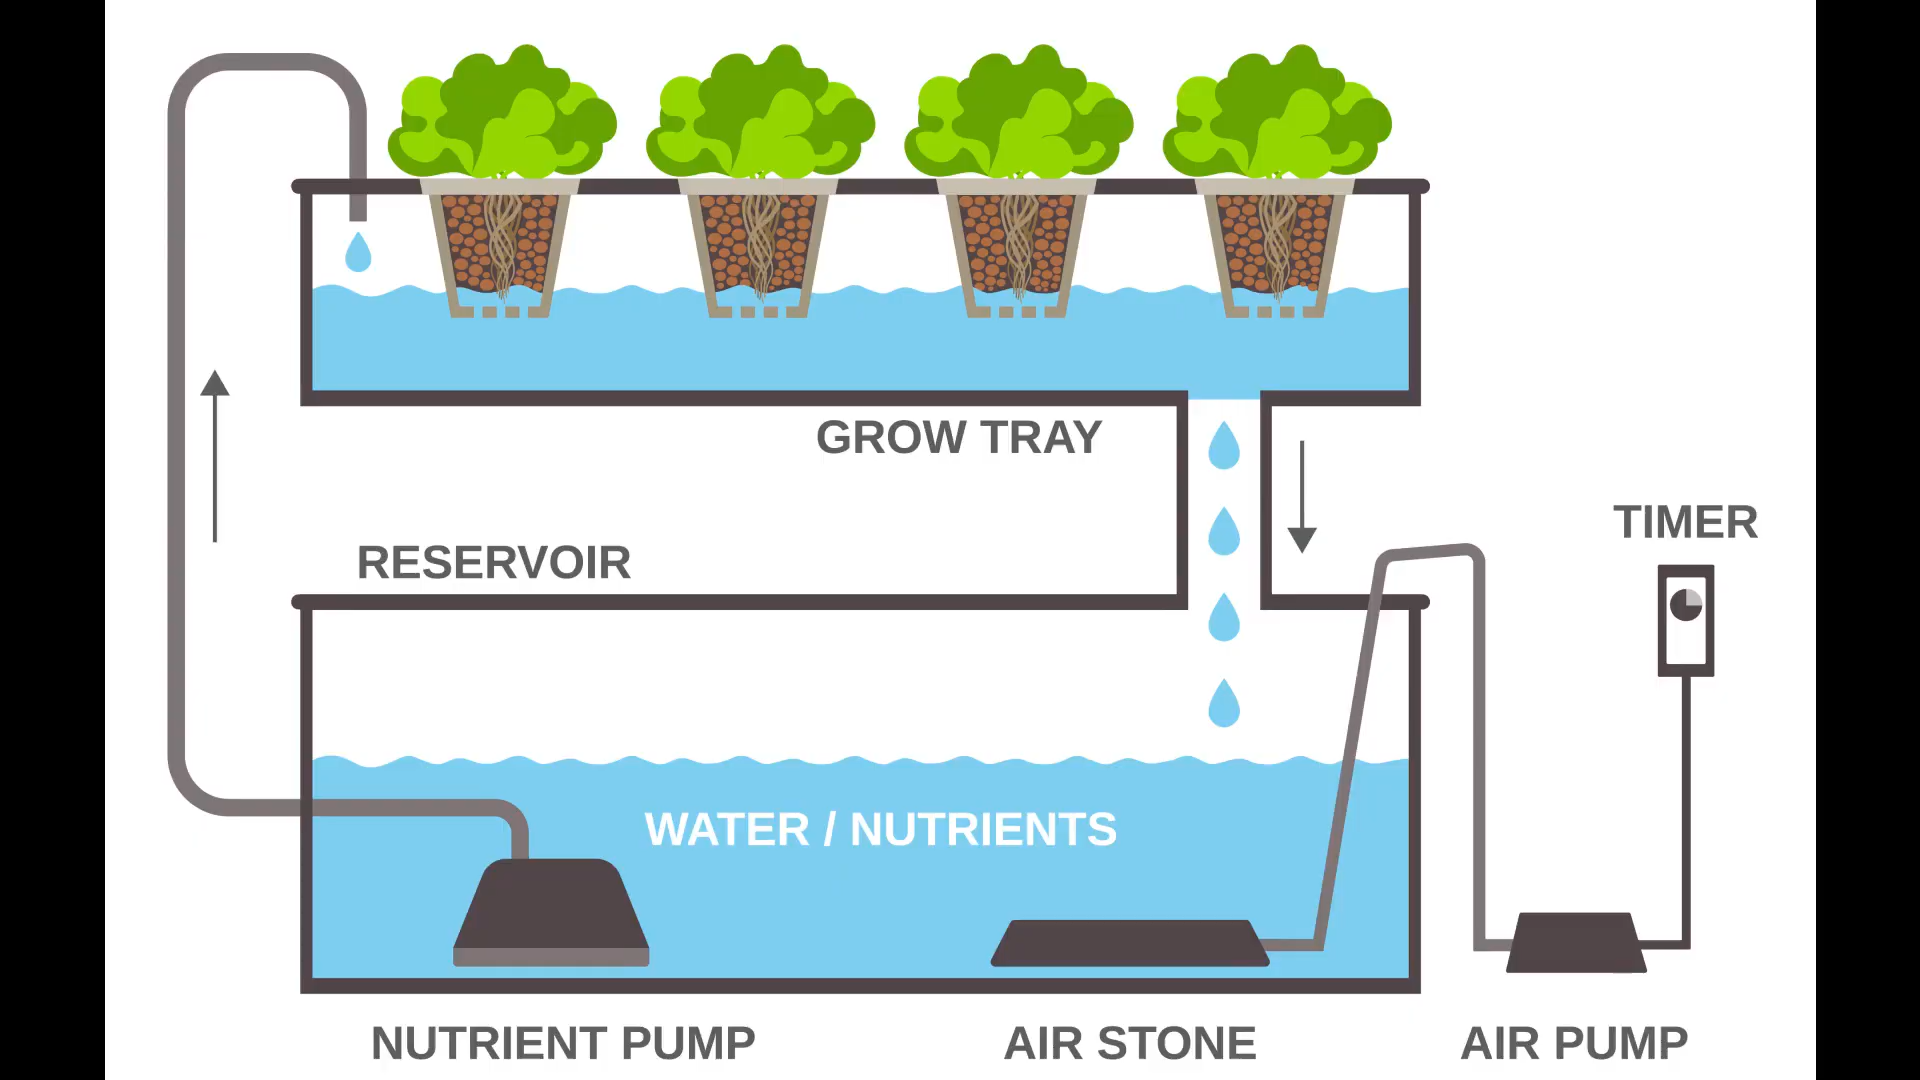 GROW TRAY
TIMER
RESERVOIR
WATER / NUTRIENTS
NUTRIENT PUMP
AIR STONE
AIR PUMP